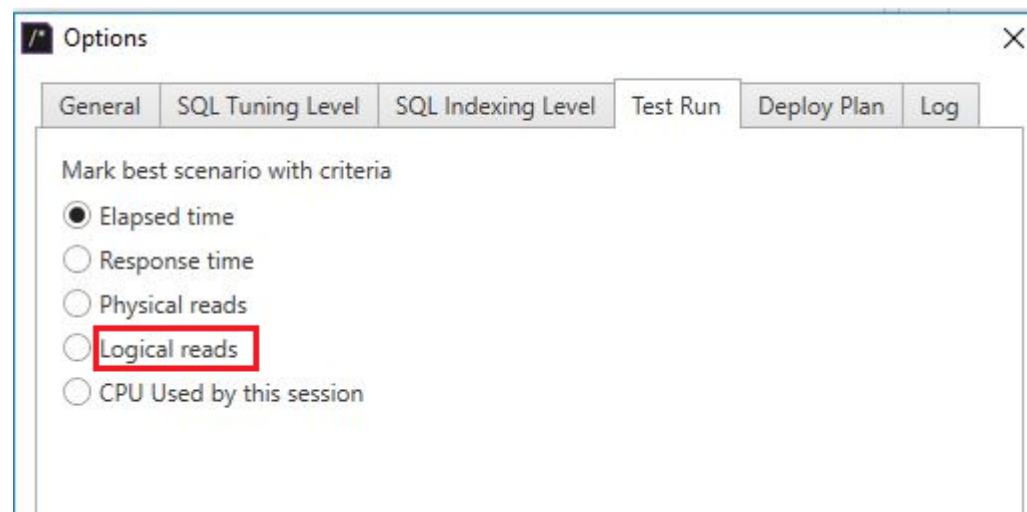 /*
Options
General SQL Tuning Level SQL Indexing Level Test Run Deploy Plan Log
Mark best scenario with criteria
Elapsed time
Response time
Physical reads
Logical reads
CPU Used by this session